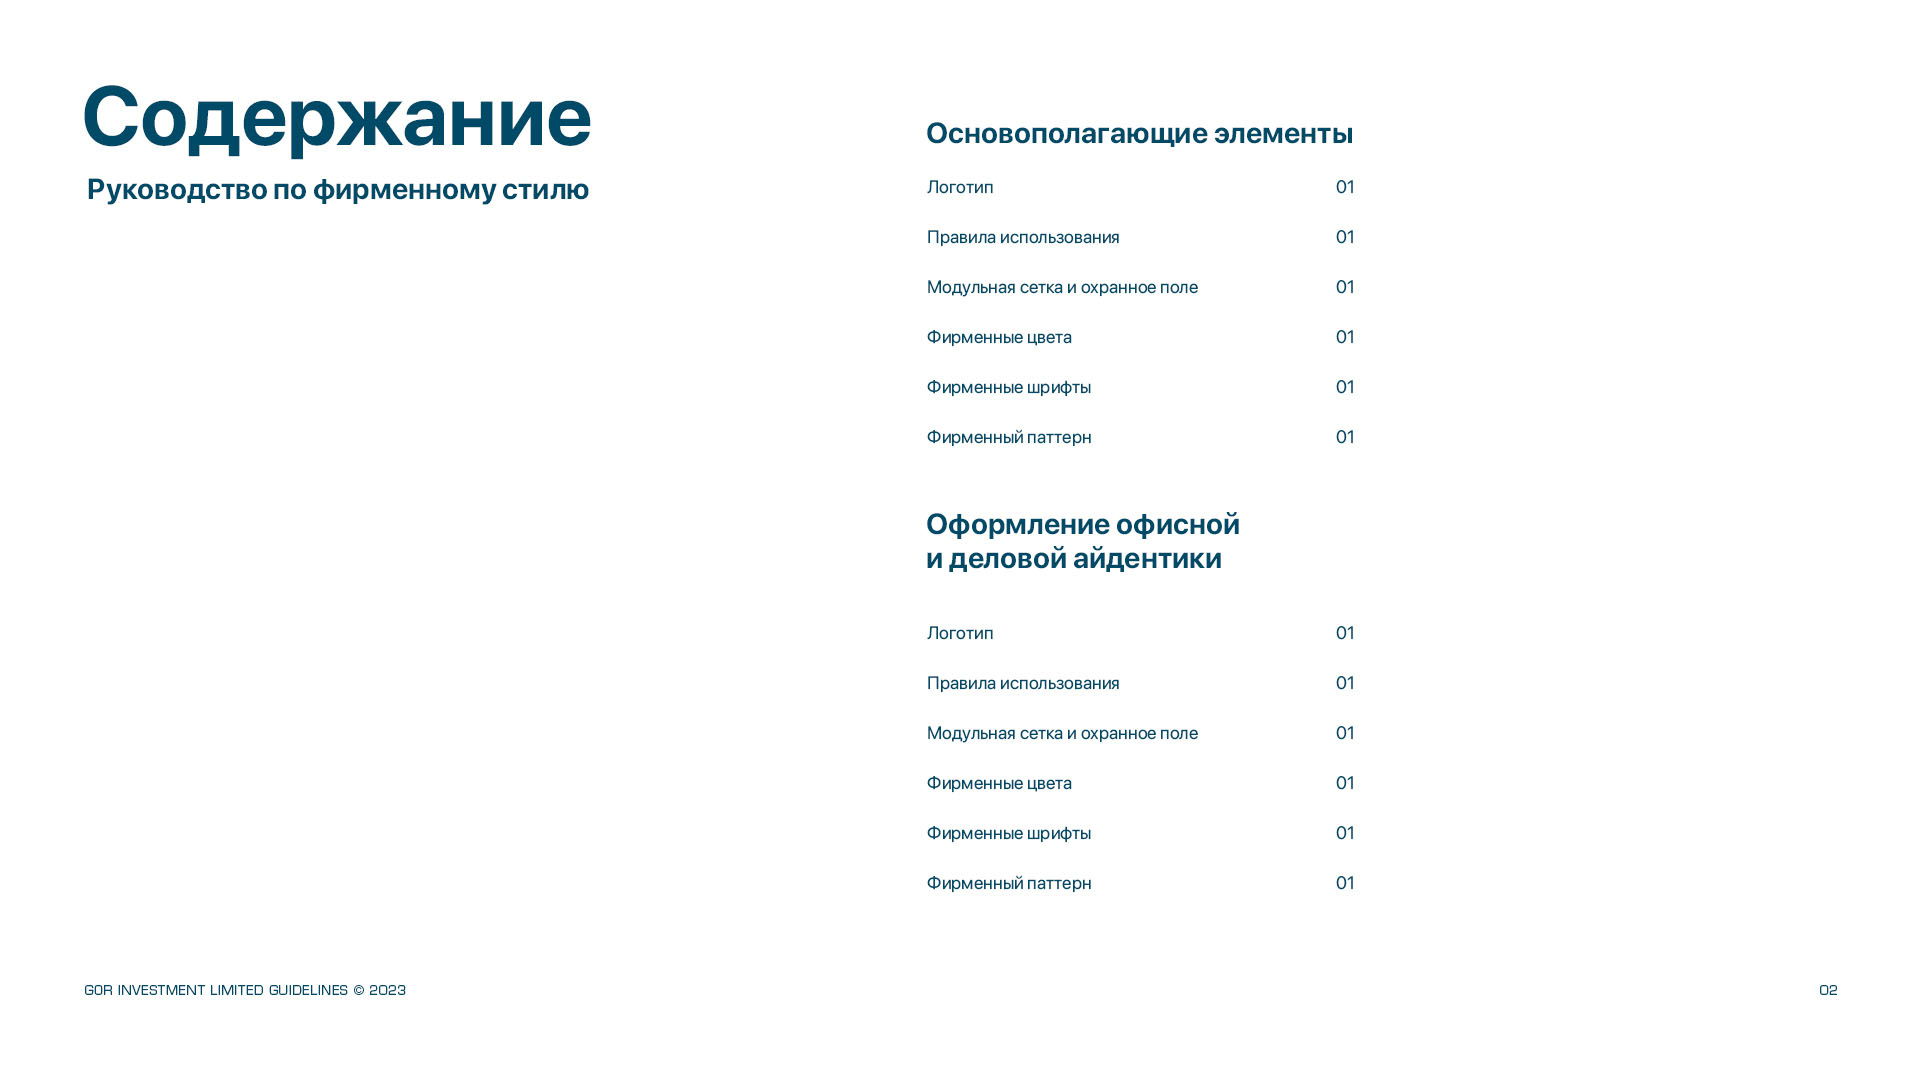 Содержание
Руководство по фирменному стилю
Основополагающие элементы
Логотип 01
Правила использования 01
Модульная сетка и охранное поле 01
Фирменные цвета 01
Фирменные шрифты 01
Фирменный паттерн 01
Оформление офисной
и деловой айдентики
Логотип 01
Правила использования 01
Модульная сетка и охранное поле 01
Фирменные цвета 01
Фирменные шрифты 01
Фирменный паттерн 01
GOR INVESTMENT LIMITED GUIDELINES © 2023 02